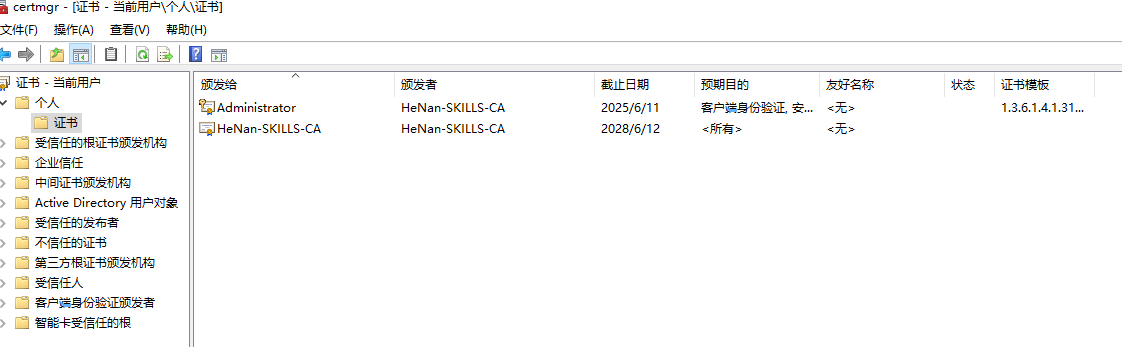 certmgr - [证书 - 当前用户\个人\证书]
文件(F) 操作(A) 查看(V) 帮助(H)
证书 - 当前用户
个人
证书
受信任的根证书颁发机构
企业信任
中间证书颁发机构
Active Directory 用户对象
受信任的发布者
不信任的证书
第三方根证书颁发机构
受信任人
客户端身份验证颁发者
智能卡受信任的根
颁发给 颁发者 截止日期 预期目的 友好名称 状态 证书模板
Administrator HeNan-SKILLS-CA 2025/6/11 客户端身份验证, 安... <无> 1.3.6.1.4.1.31...
HeNan-SKILLS-CA HeNan-SKILLS-CA 2028/6/12 <所有> <无>